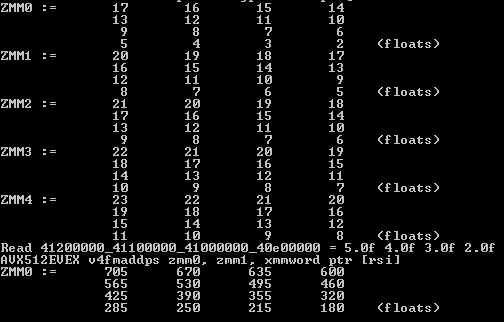 ZMM0 := 17 16 15 14
13 12 11 10
9 8 7 6
5 4 3 2 (floats)
ZMM1 := 20 19 18 17
16 15 14 13
12 11 10 9
8 7 6 5 (floats)
ZMM2 := 21 20 19 18
17 16 15 14
13 12 11 10
9 8 7 6 (floats)
ZMM3 := 22 21 20 19
18 17 16 15
14 13 12 11
10 9 8 7 (floats)
ZMM4 := 23 22 21 20
19 18 17 16
15 14 13 12
11 10 9 8 (floats)
Read 41200000_41100000_41000000_40e00000 = 5.0f 4.0f 3.0f 2.0f
AVX512EVEX v4fmaddps zmm0, zmm1, xmmword ptr [rsi]
ZMM0 := 705 670 635 600
565 530 495 460
425 390 355 320
285 250 215 180 (floats)